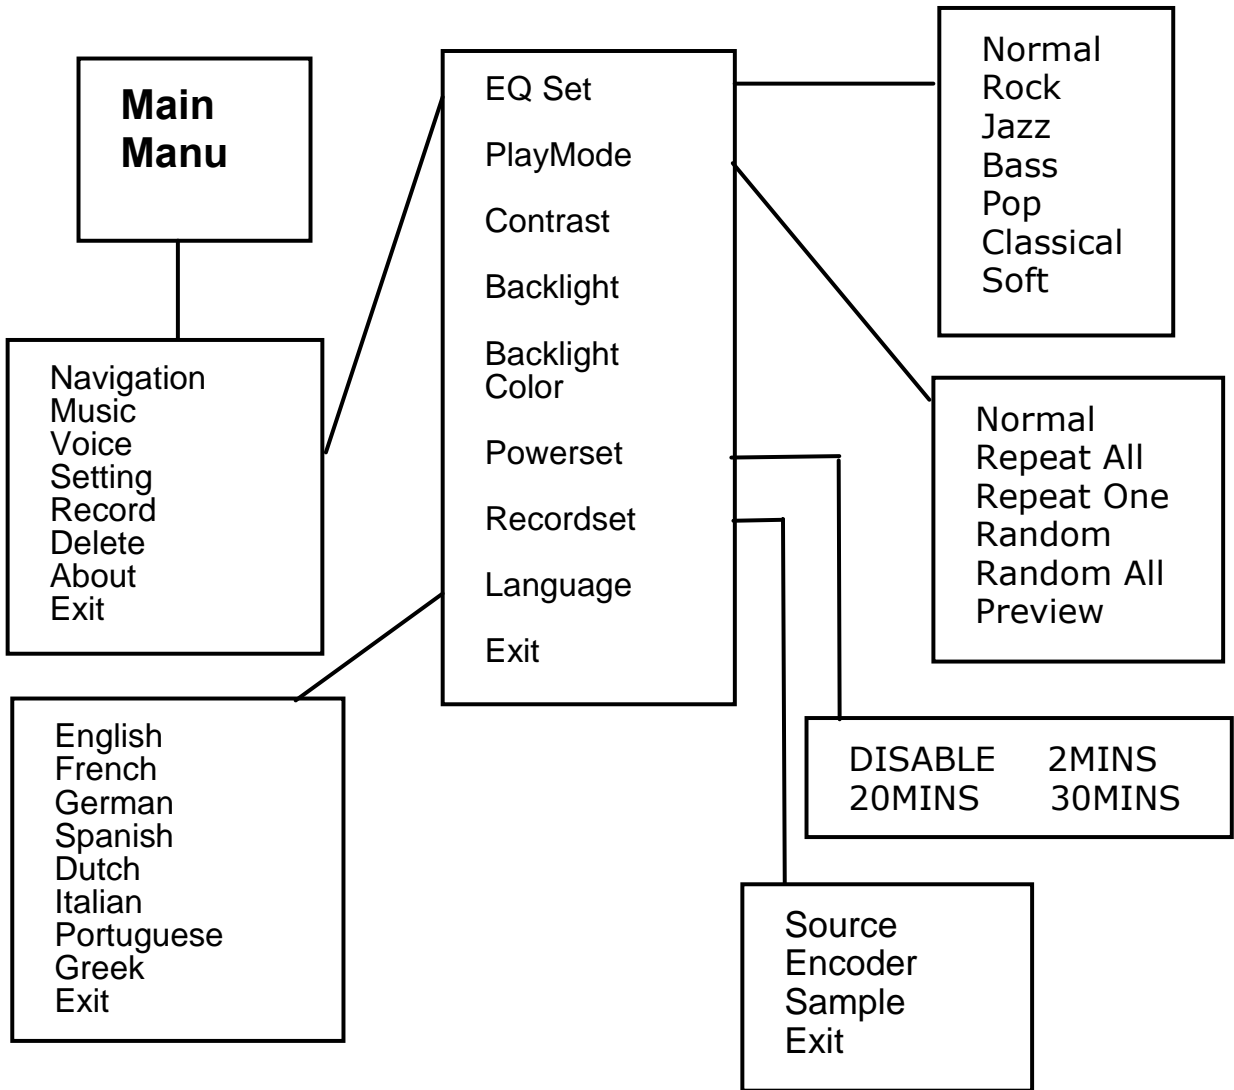 Main
Manu
Navigation
Music
Voice
Setting
Record
Delete
About
Exit
EQ Set
PlayMode
Contrast
Backlight
Backlight
Color
Powerset
Recordset
Language
Exit
Normal
Rock
Jazz
Bass
Pop
Classical
Soft
Normal
Repeat All
Repeat One
Random
Random All
Preview
DISABLE 2MINS
20MINS 30MINS
Source
Encoder
Sample
Exit
English
French
German
Spanish
Dutch
Italian
Portuguese
Greek
Exit